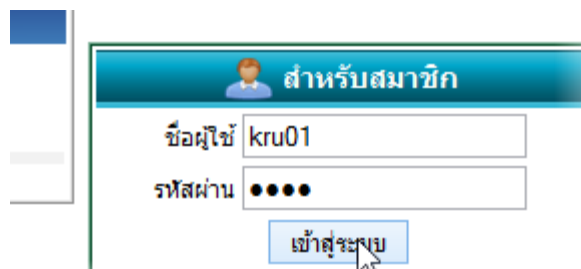 สำหรับสมาชิก
ชื่อผู้ใช้ kru01
รหัสผ่าน ●●●●
เข้าสู่ระบบ